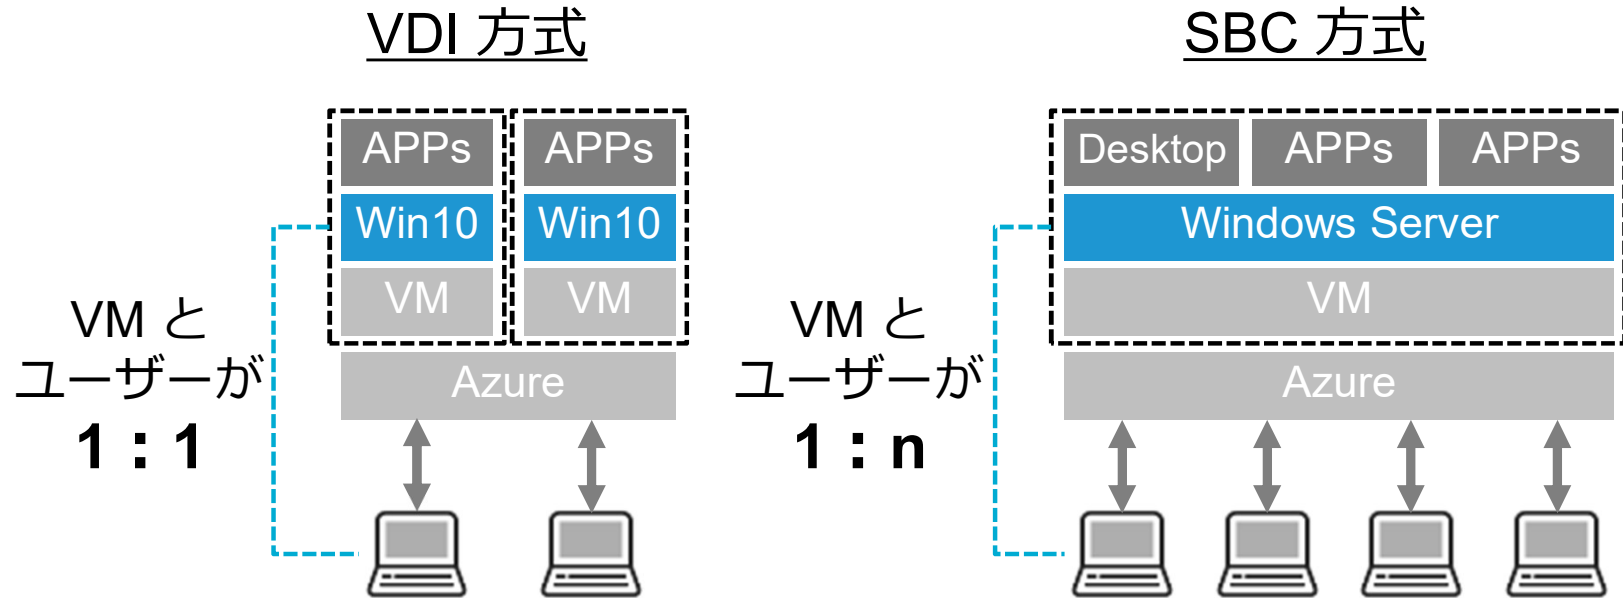 VDI 方式
APPs APPs
Win10 Win10
VM VM
Azure
VM と
ユーザーが
1：1
SBC 方式
Desktop APPs APPs
Windows Server
VM
Azure
VM と
ユーザーが
1：n